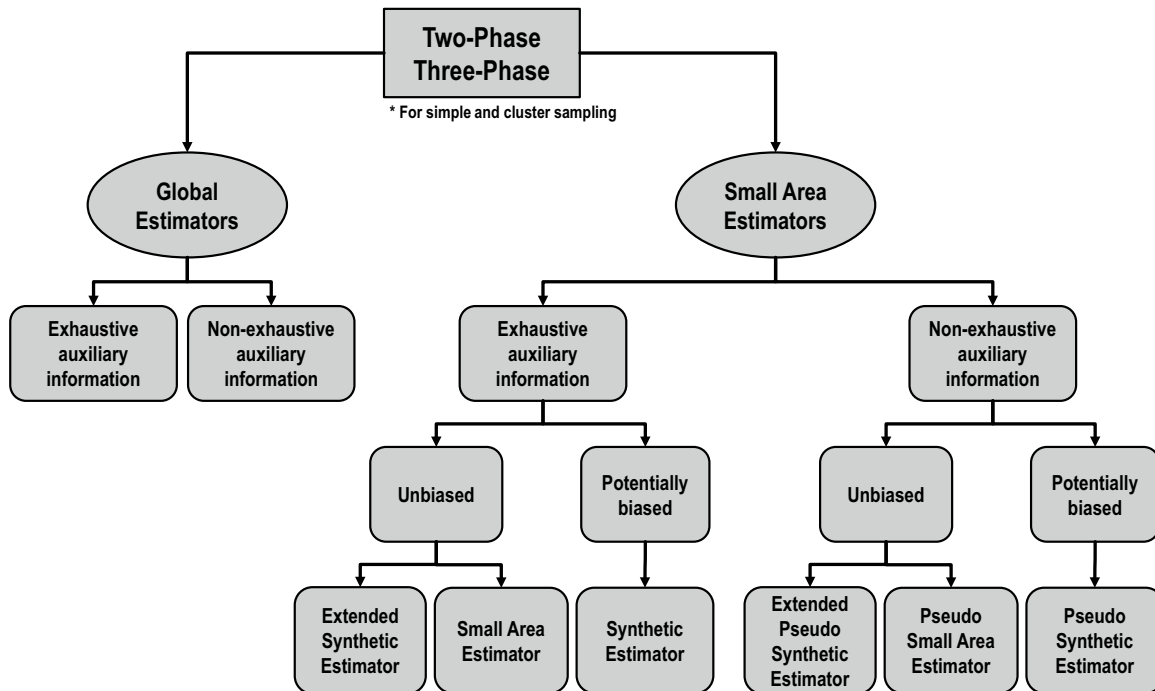 Two-Phase
Three-Phase
* For simple and cluster sampling
Global
Estimators
Small Area
Estimators
Exhaustive
auxiliary
information
Non-exhaustive
auxiliary
information
Exhaustive
auxiliary
information
Non-exhaustive
auxiliary
information
Unbiased
Potentially
biased
Unbiased
Potentially
biased
Extended
Synthetic
Estimator
Small Area
Estimator
Synthetic
Estimator
Extended
Pseudo
Synthetic
Estimator
Pseudo
Small Area
Estimator
Pseudo
Synthetic
Estimator